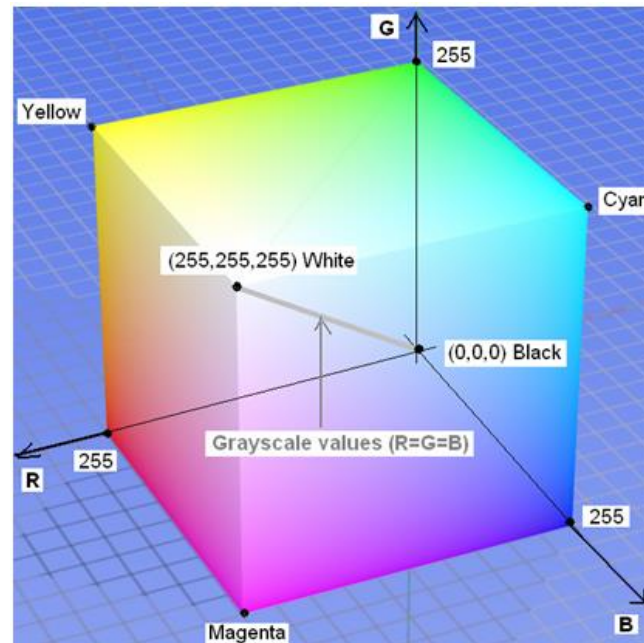 G
255
Yellow
Cyan
(255,255,255) White
(0,0,0) Black
Grayscale values (R=G=B)
255
R
255
B
Magenta